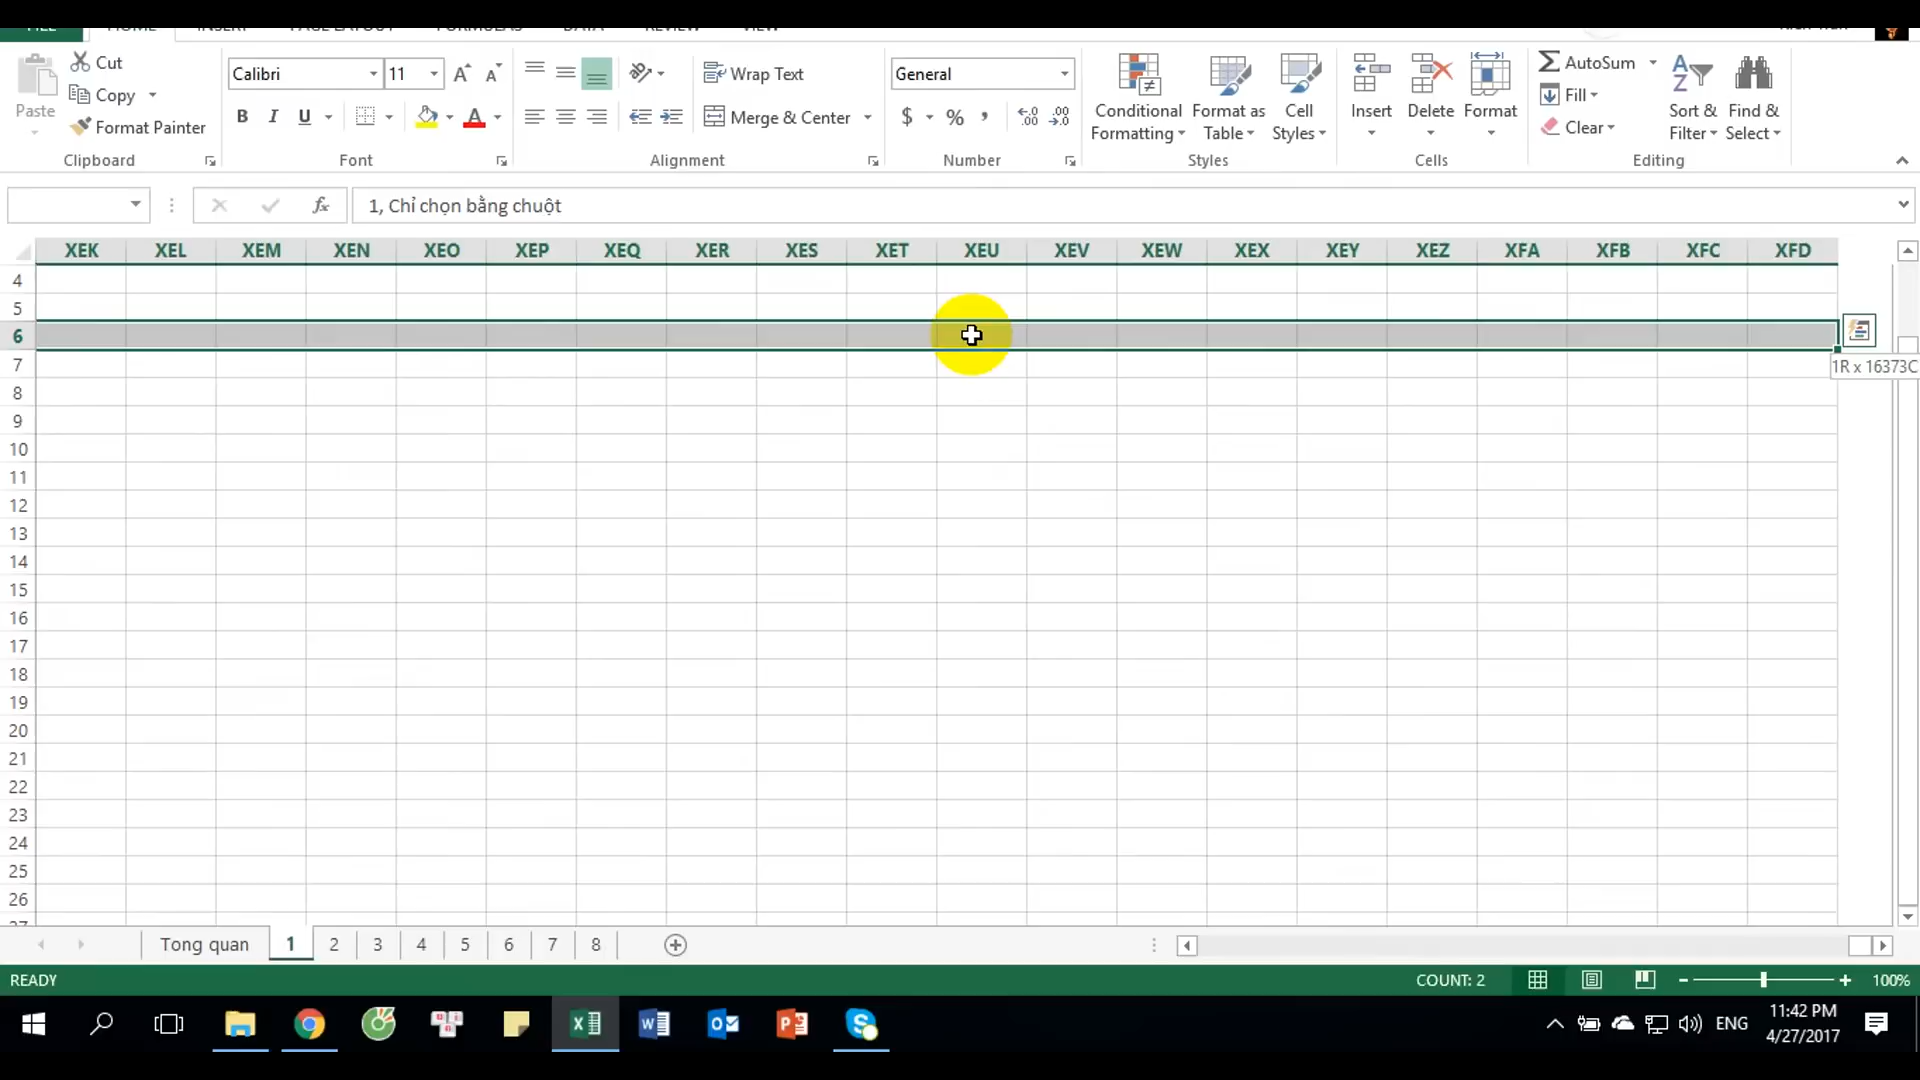 FILE HOME INSERT PAGE LAYOUT FORMULAS DATA REVIEW VIEW
Cut
Copy
Format Painter
Paste
Clipboard
Calibri 11
B I U
Font
Wrap Text
Merge & Center
Alignment
General
$ % ,
Number
Conditional Formatting
Format as Table
Cell Styles
Styles
Insert
Delete
Format
Cells
AutoSum
Fill
Clear
Sort & Filter
Find & Select
Editing
fx 1, Chỉ chọn bằng chuột
XEK XEL XEM XEN XEO XEP XEQ XER XES XET XEU XEV XEW XEX XEY XEZ XFA XFB XFC XFD
4
5
6
1R x 16373C
7
8
9
10
11
12
13
14
15
16
17
18
19
20
21
22
23
24
25
26
27
Tong quan 1 2 3 4 5 6 7 8
READY COUNT: 2 100%
ENG 11:42 PM
4/27/2017